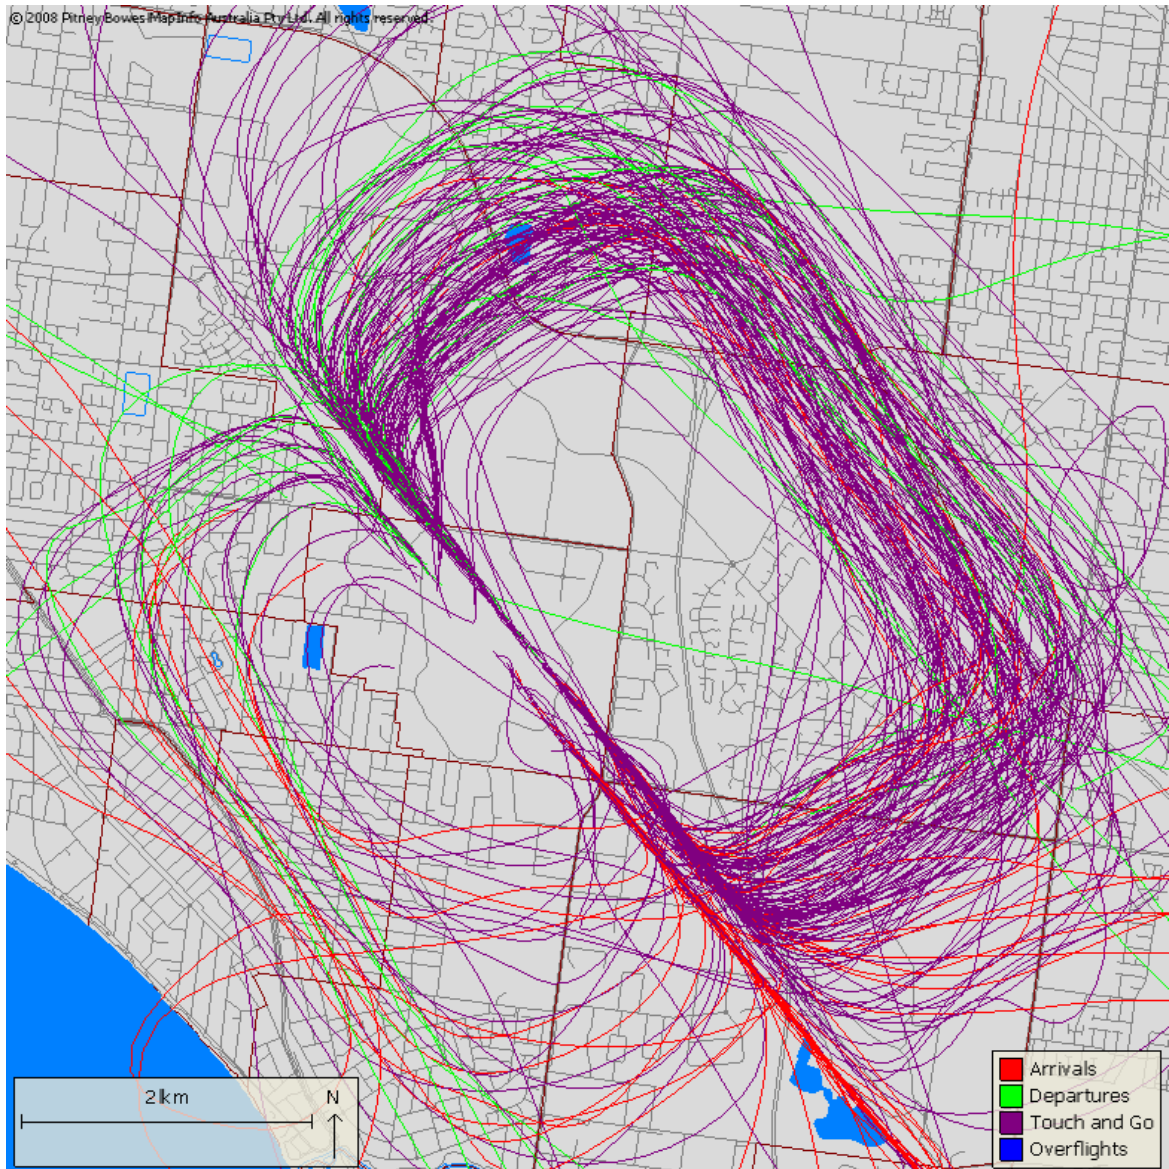 © 2008 Pitney Bowes MapInfo Australia Pty Ltd. All rights reserved.
2 km
N
Arrivals
Departures
Touch and Go
Overflights